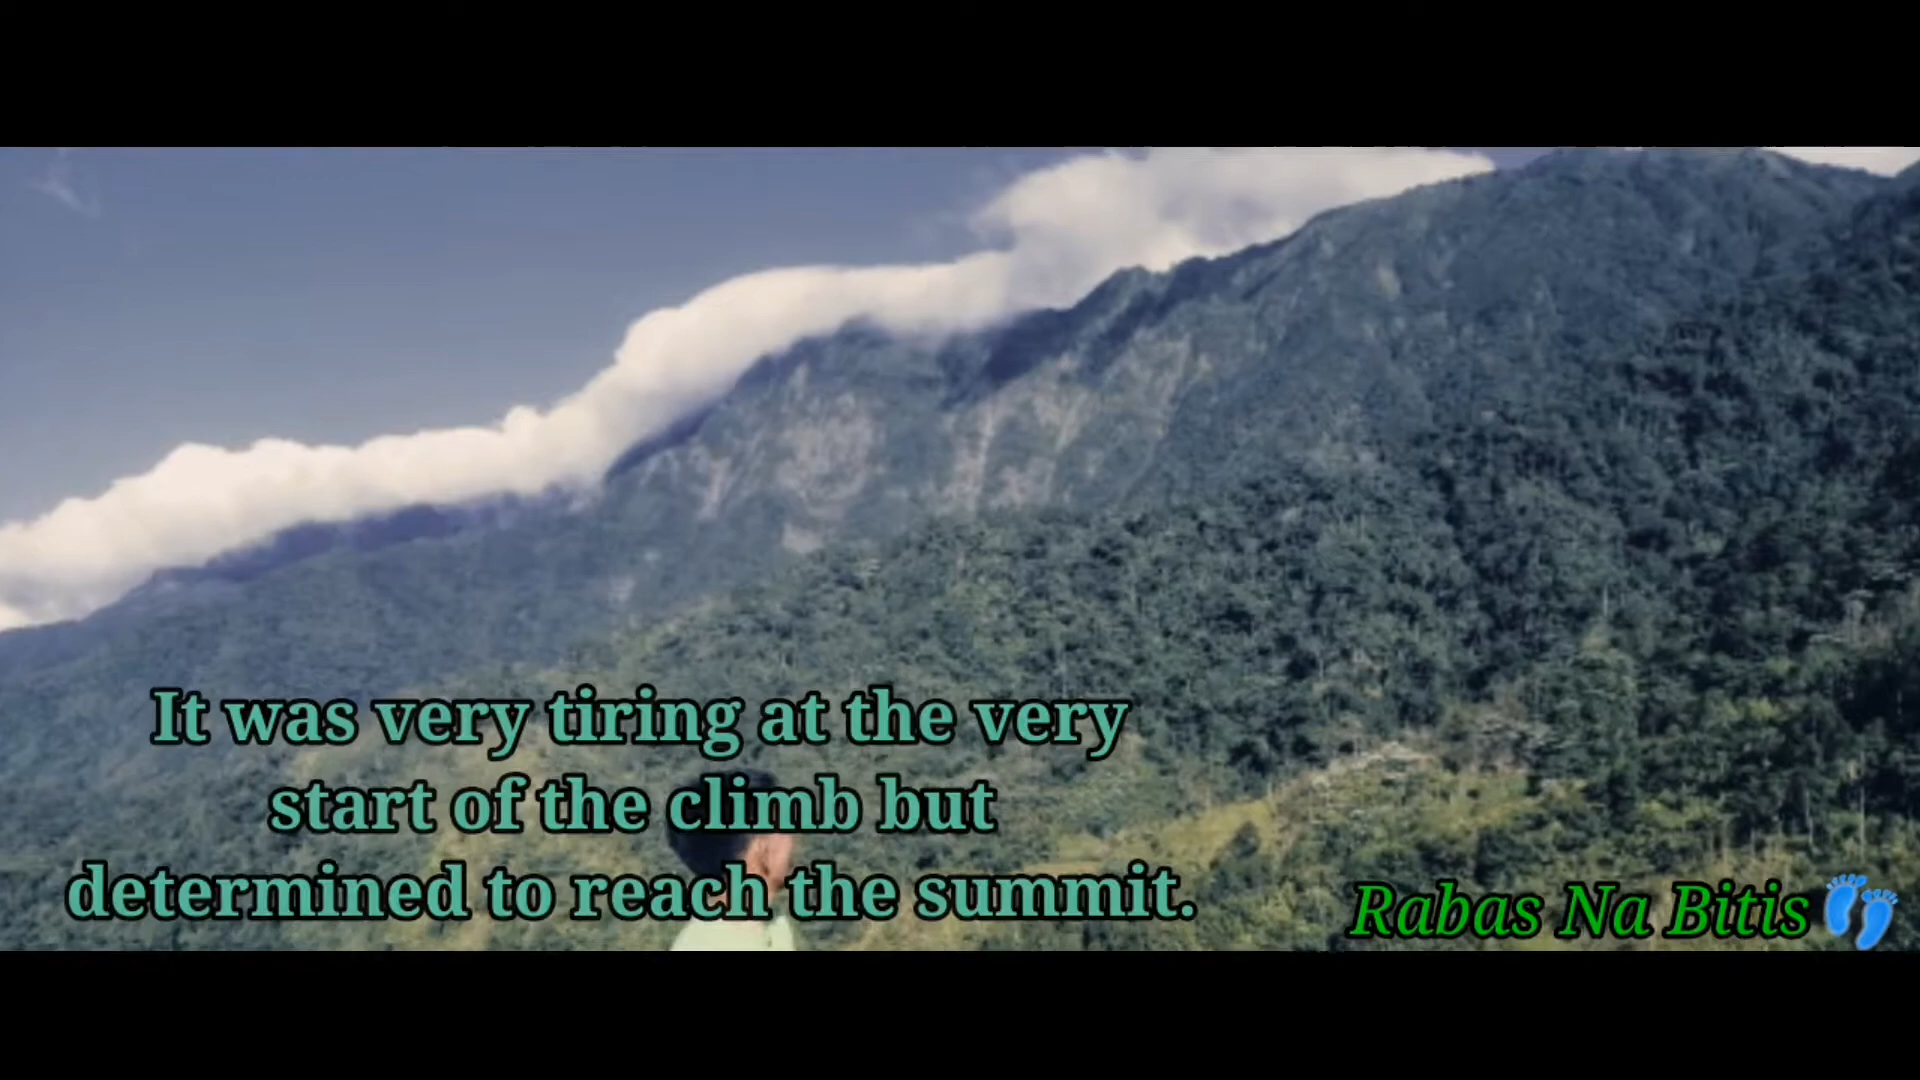 It was very tiring at the very
start of the climb but
determined to reach the summit.
Rabas Na Bitis👣